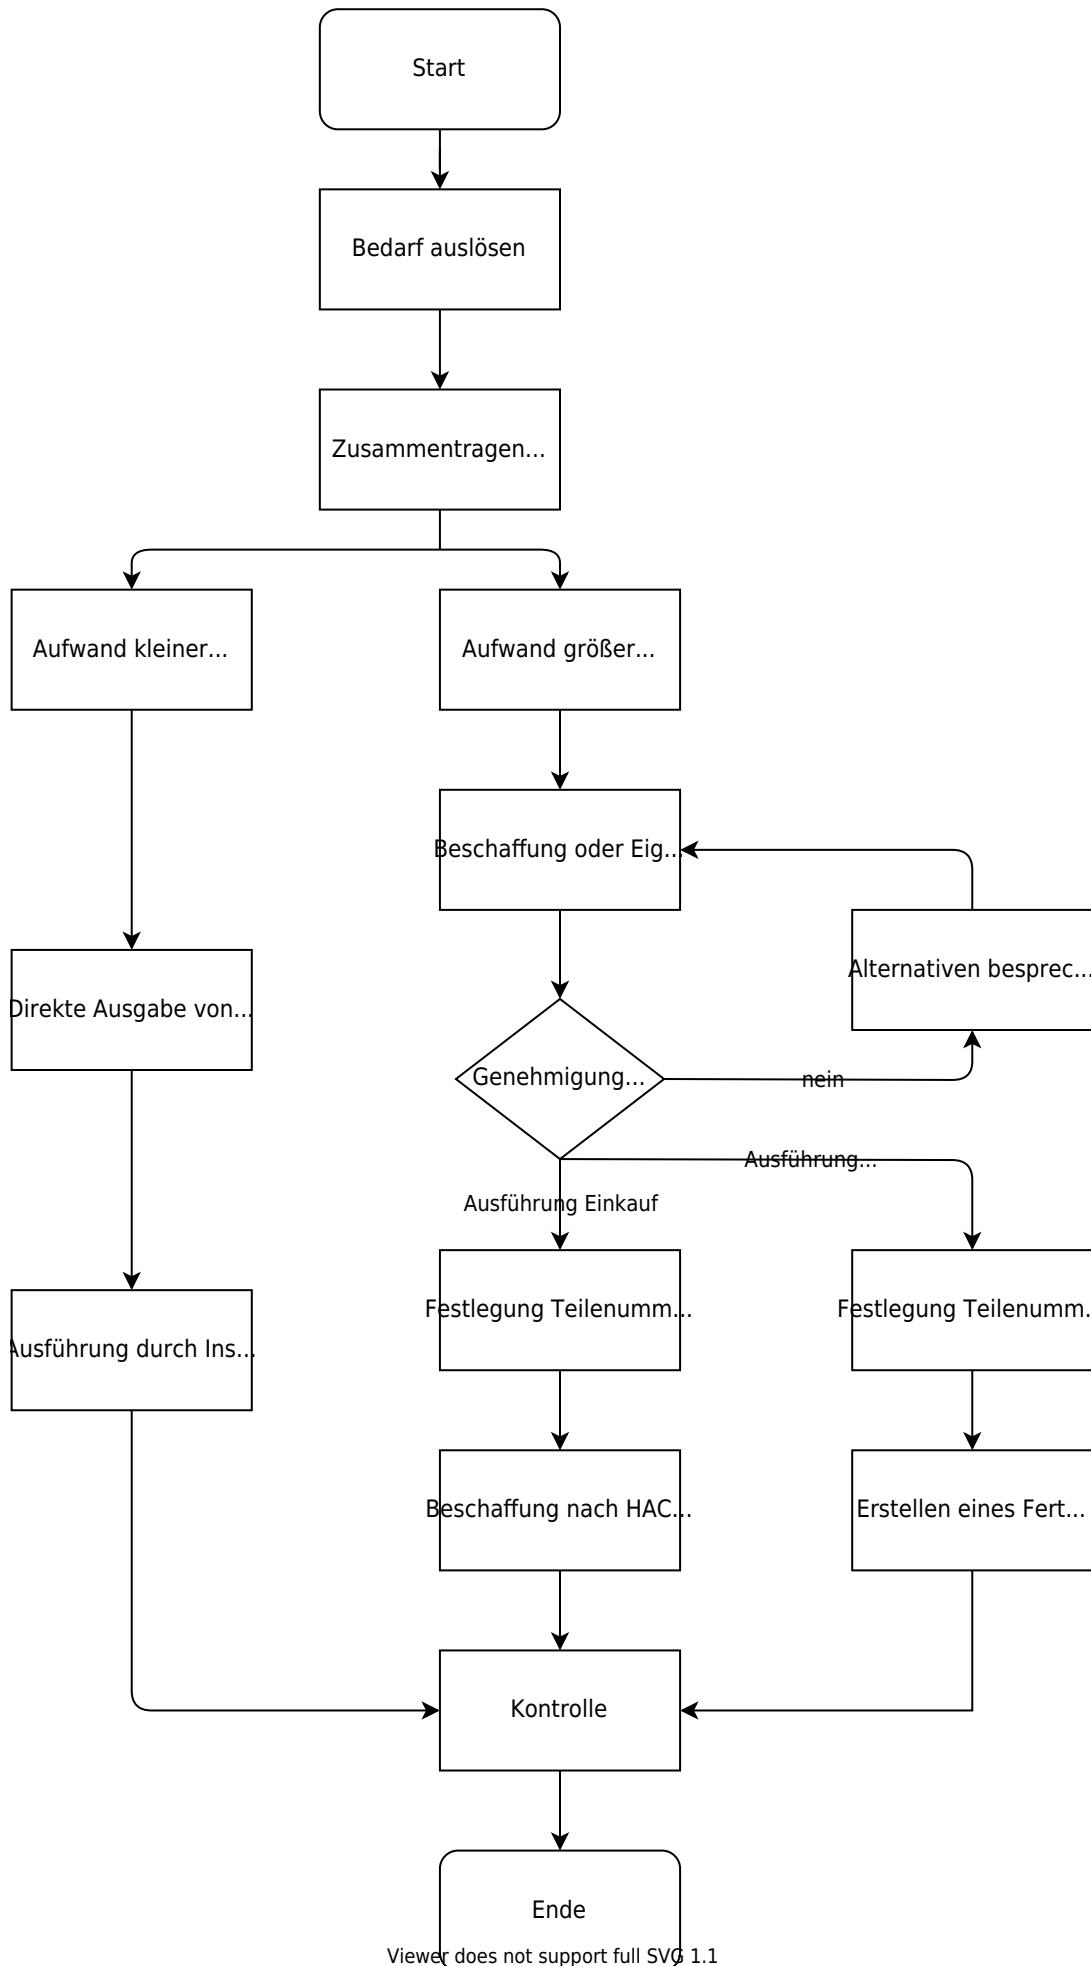 Start
Bedarf auslösen
Zusammentragen...
Aufwand kleiner...
Aufwand größer...
Beschaffung oder Eig...
Alternativen besprec...
Direkte Ausgabe von...
Genehmigung...
nein
Ausführung...
Ausführung Einkauf
Festlegung Teilenumm...
Festlegung Teilenumm...
Ausführung durch Ins...
Beschaffung nach HAC...
Erstellen eines Fert...
Kontrolle
Ende
Viewer does not support full SVG 1.1